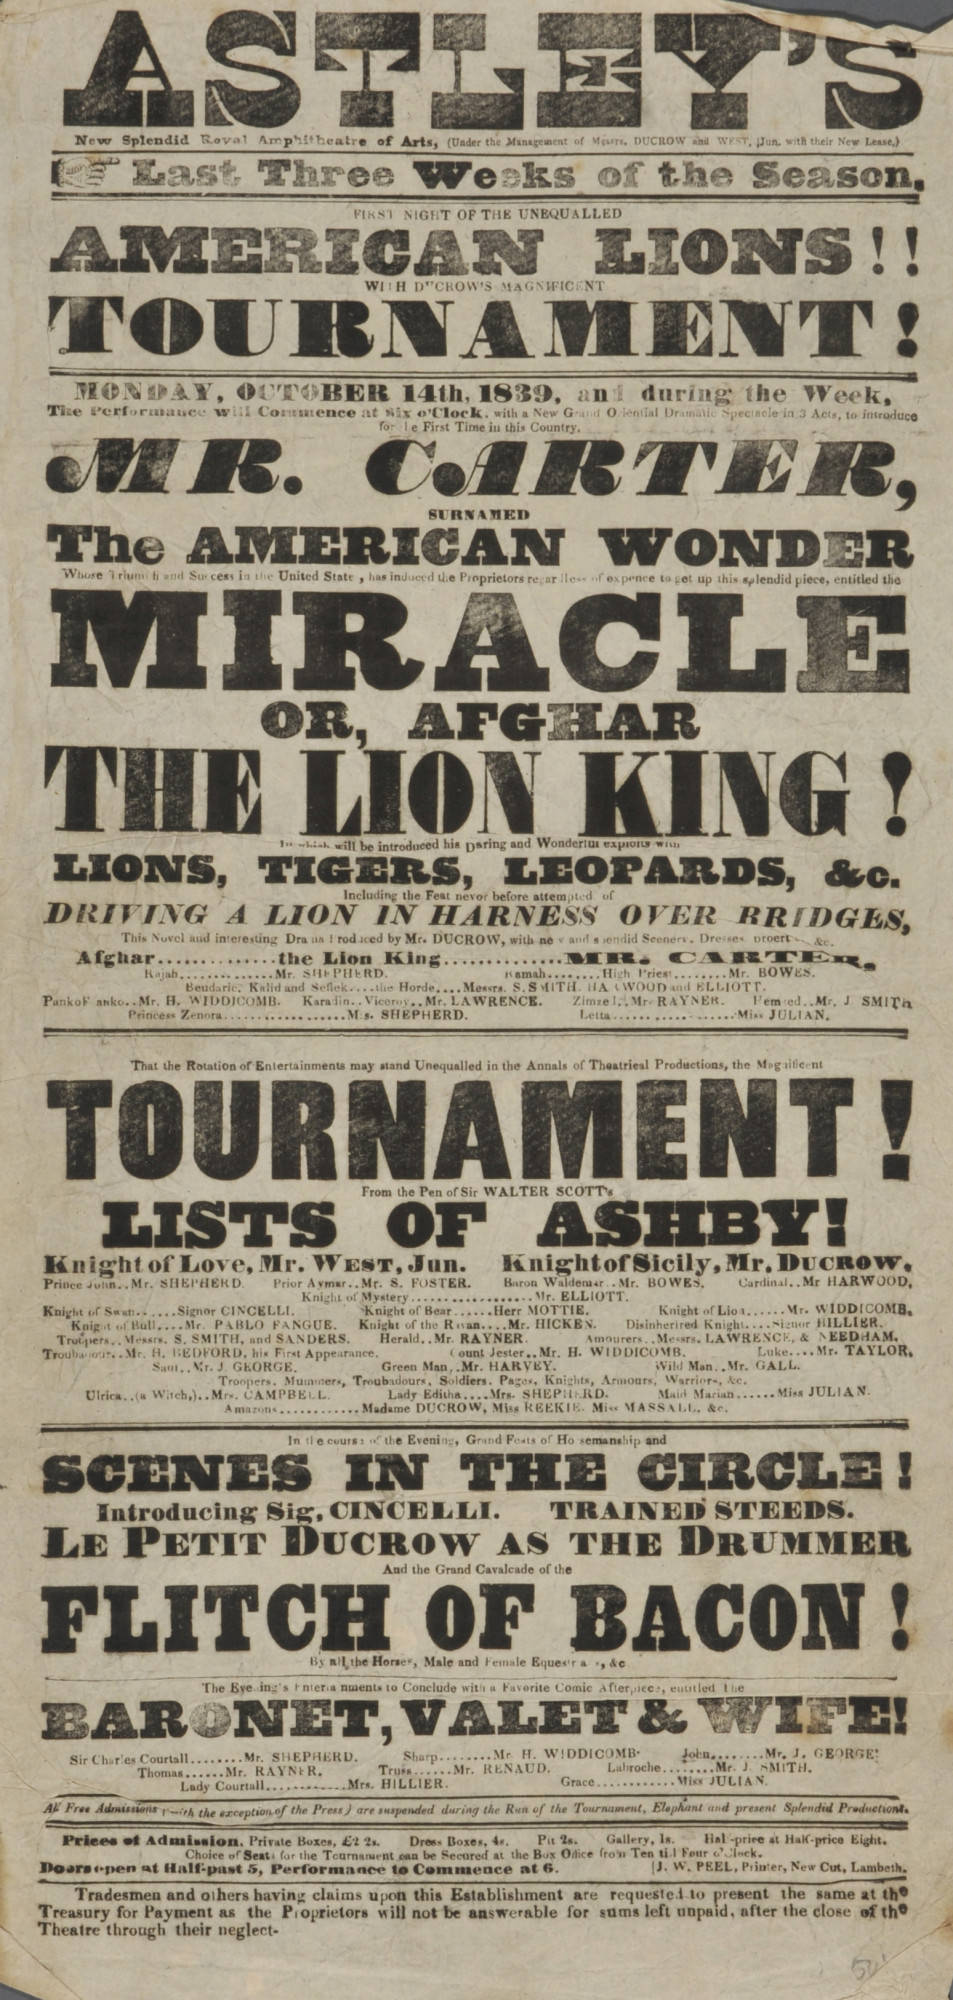 ASTLEY'S
New Splendid Royal Amphitheatre of Arts, (Under the Management of Messrs, DUCROW and WEST, Jun. with their New Lease,)
Last Three Weeks of the Season,
FIRST NIGHT OF THE UNEQUALLED
AMERICAN LIONS!!
WITH DUCROW'S MAGNIFICENT
TOURNAMENT!
MONDAY, OCTOBER 14th, 1839, and during the Week,
The Performance will Commence at Six o'Clock, with a New Grand Oriental Dramatic Spectacle in 3 Acts, to introduce
for the First Time in this Country,
MR. CARTER,
SURNAMED
The AMERICAN WONDER
Whose Triumph and Success in the United State, has induced the Proprietors regardless of expence to get up this splendid piece, entitled the
MIRACLE
OR, AFGHAR
THE LION KING!
In which will be introduced his Daring and Wonderful exploits with
LIONS, TIGERS, LEOPARDS, &c.
Including the Feat never before attempted of
DRIVING A LION IN HARNESS OVER BRIDGES,
This Novel and interesting Drama Produced by Mr. DUCROW, with new and splendid Scenery, Dresses, &c.
Afghar.............the Lion King............MR. CARTER,
Rajah.............Mr. SHEPHERD. Ramah........High Priest........Mr. BOWES.
Beudaric, Kalid and Seflek....the Horde....Messrs. S. SMITH, HARWOOD and ELLIOTT.
Mr. H. WIDDICOMB. Karadin..Viceroy..Mr. LAWRENCE. Mr. RAYNER. Mr. J SMITH
Princess Zenora...............Mrs. SHEPHERD. Letta...............Miss JULIAN.
That the Rotation of Entertainments may stand Unequalled in the Annals of Theatrical Productions, the Magnificent
TOURNAMENT!
From the Pen of Sir WALTER SCOTT's
LISTS OF ASHBY!
Knight of Love, Mr. WEST, Jun. Knight of Sicily, Mr. DUCROW,
Prince John..Mr. SHEPHERD. Prior Aymer..Mr. S. FOSTER. Baron Waldemar..Mr. BOWES. Cardinal..Mr HARWOOD,
Knight of Mystery..................Mr. ELLIOTT.
Knight of Swan......Signor CINCELLI. Knight of Bear......Herr MOTTIE. Knight of Lion......Mr. WIDDICOMB,
Knight of Bull....Mr. PABLO FANGUE. Knight of the Mr. HICKEN. Disinherited Knight....Signor HILLIER.
Troopers..Messrs. S. SMITH, and SANDERS. Herald..Mr. RAYNER. Amourers..Messrs. LAWRENCE, & NEEDHAM,
Troubadour..Mr. H. BEDFORD, his First Appearance. Count Jester..Mr. H. WIDDICOMB. Luke....Mr. TAYLOR,
Sam..Mr. J. GEORGE. Green Man..Mr. HARVEY. Wild Man..Mr. GALL.
Troopers, Mummers, Troubadours, Soldiers, Pages, Knights, Armours, Warriors, &c.
Ulrica..(a Witch,)..Mrs. CAMPBELL. Lady Editha....Mrs. SHEPHERD. Maid Marian......Miss JULIAN.
Amazons............Madame DUCROW, Miss REEKIE, Miss MASSALL, &c.
In the course of the Evening, Grand Feats of Horsemanship and
SCENES IN THE CIRCLE!
Introducing Sig, CINCELLI. TRAINED STEEDS.
LE PETIT DUCROW AS THE DRUMMER
And the Grand Cavalcade of the
FLITCH OF BACON!
By all the Horses, Male and Female Equestrians, &c
The Evening's Entertainments to Conclude with a Favorite Comic Afterpiece, entitled The
BARONET, VALET & WIFE!
Sir Charles Courtall........Mr. SHEPHERD. Sharp........Mr. H. WIDDICOMB. John........Mr. J. GEORGE.
Thomas......Mr. RAYNER. Truss......Mr. RENAUD. Labroche........Mr. J. SMITH.
Lady Courtall............Mrs. HILLIER. Grace............Miss JULIAN.
All Free Admissions (with the exception of the Press) are suspended during the Run of the Tournament, Elephant and present Splendid Productions.
Prices of Admission, Private Boxes, £2 2s. Dress Boxes, 4s. Pit 2s. Gallery, 1s. Half-price at Half-price Eight.
Choice of Seats for the Tournament can be Secured at the Box Office from Ten till Four o'Clock.
Doors open at Half-past 5, Performance to Commence at 6. [J. W. PEEL, Printer, New Cut, Lambeth.
Tradesmen and others having claims upon this Establishment are requested to present the same at the
Treasury for Payment as the Proprietors will not be answerable for sums left unpaid, after the close of the
Theatre through their neglect-